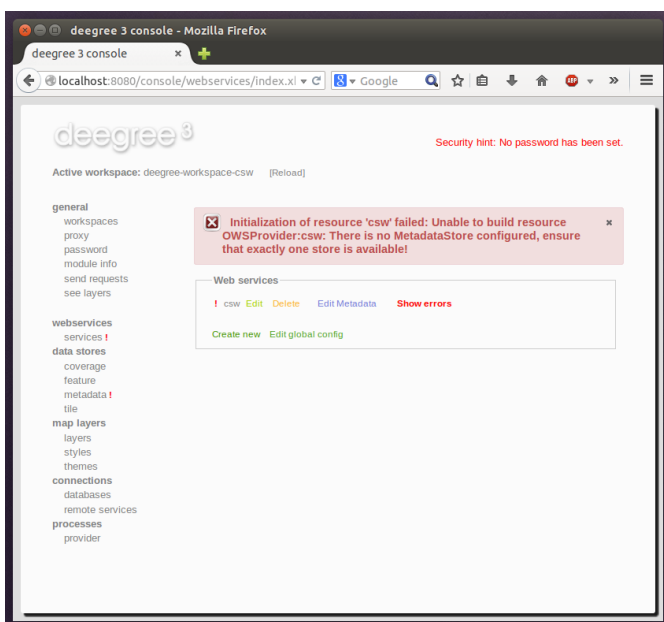 deegree 3 console - Mozilla Firefox
deegree 3 console
localhost:8080/console/webservices/index.xl
Google
ABP
deegree 3
Security hint: No password has been set.
Active workspace: deegree-workspace-csw [Reload]
general
workspaces
proxy
password
module info
send requests
see layers
webservices
services !
data stores
coverage
feature
metadata !
tile
map layers
layers
styles
themes
connections
databases
remote services
processes
provider
Initialization of resource 'csw' failed: Unable to build resource
OWSProvider:csw: There is no MetadataStore configured, ensure
that exactly one store is available!
Web services
! csw Edit Delete Edit Metadata Show errors
Create new Edit global config